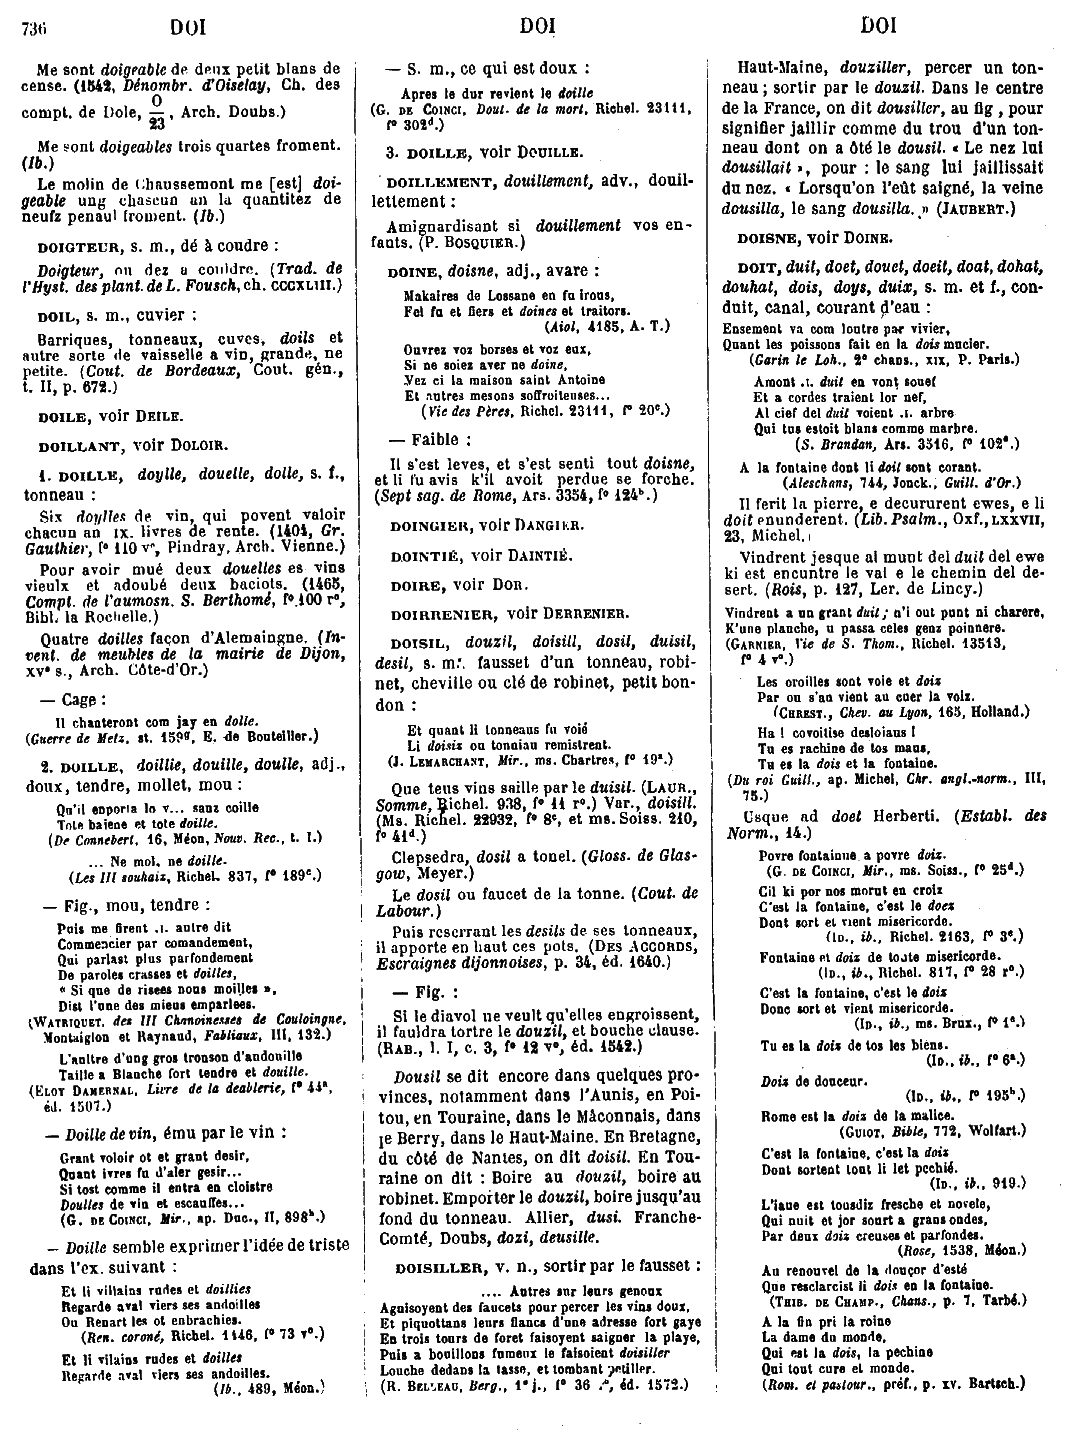 736 DOI DOI DOI
Me sont doigeable de deux petit blans de
cense. (1542, Dénombr. d'Oiselay, Ch. des
compt. de Dole, O/23, Arch. Doubs.)
Me sont doigeables trois quartes froment.
(Ib.)
Le molin de Chaussemont me [est] doi-
geable ung chascun an la quantitez de
neufz penaul froment. (Ib.)
DOIGTEUR, s. m., dé à coudre :
Doigteur, ou dez a couldre. (Trad. de
l'Hyst. des plant. de L. Fousch, ch. CCCXLIII.)
DOIL, s. m., cuvier :
Barriques, tonneaux, cuves, doils et
autre sorte de vaisselle a vin, grande, ne
petite. (Cout. de Bordeaux, Cout. gén.,
t. II, p. 672.)
DOILE, voir DEILE.
DOILLANT, voir DOLOIR.
1. DOILLE, doylle, douelle, dolle, s. f.,
tonneau :
Six doylles de vin, qui povent valoir
chacun an IX. livres de rente. (1404, Gr.
Gauthier, f° 110 v°, Pindray, Arch. Vienne.)
Pour avoir mué deux douelles es vins
vieulx et adoubé deux baciots. (1465,
Compt. de l'aumosn. S. Berthomé, f° 100 r°,
Bibl. la Rochelle.)
Quatre doilles façon d'Alemaingne. (In-
vent. de meubles de la mairie de Dijon,
XVe s., Arch. Côte-d'Or.)
— Cage :
Il chanteront com jay en dolle.
(Guerre de Metz, st. 159g, E. de Bouteiller.)
2. DOILLE, doillie, douille, doulle, adj.,
doux, tendre, mollet, mou :
Qu'il enporta lo v... sanz coille
Tote baiene et tote doille.
(De Connebert, 16, Méon, Nouv. Rec., t. I.)
... Ne mol, ne doille.
(Les III souhaiz, Richel. 837, f° 189c.)
— Fig., mou, tendre :
Puis me firent .I. autre dit
Commencier par comandement,
Qui parlast plus parfondement
De paroles crasses et doilles,
« Si que de risees nous moilles »,
Dist l'une des miens emparlees.
(WATRIQUET, des III Chanoinesses de Couloingne,
Montaiglon et Raynaud, Fabliaux, III, 132.)
L'aultre d'ung gros tronson d'andouille
Taille a Blanche fort tendre et douille.
(ELOY DAMERNAL, Livre de la deablerie, f° 44a,
éd. 1507.)
— Doille de vin, ému par le vin :
Grant voloir ot et grant desir,
Quant ivres fu d'aler gesir...
Si tost comme il entra en cloistre
Doulles de vin et escauffes...
(G. DE COINCI, Mir., ap. Duc., II, 898b.)
— Doille semble exprimer l'idée de triste
dans l'ex. suivant :
Et li villains rudes et doillies
Regarde aval viers ses andoilles
Ou Renart les ot enbrachies.
(Ren. coroné, Richel. 1446, f° 73 v°.)
Et li vilains rudes et doilles
Regarde aval viers ses andoilles.
(Ib., 489, Méon.)
— S. m., ce qui est doux :
Apres le dur revient le doille
(G. DE COINCI, Dout. de la mort, Richel. 23111,
f° 302d.)
3. DOILLE, voir DOUILLE.
DOILLEMENT, douillement, adv., douil-
lettement :
Amignardisant si douillement vos en-
fants. (P. BOSQUIER.)
DOINE, doisne, adj., avare :
Makaires de Lossane en fu irous,
Fel fu et fiers et doines et traitors.
(Aiol, 4185, A. T.)
Ouvrez voz borses et voz eux,
Si ne soiez aver ne doine,
Vez ci la maison saint Antoine
Et autres mesons soffroiteuses...
(Vie des Pères, Richel. 23111, f° 20c.)
— Faible :
Il s'est leves, et s'est senti tout doisne,
et li fu avis k'il avoit perdue se forche.
(Sept sag. de Rome, Ars. 3354, f° 124b.)
DOINGIER, voir DANGIER.
DOINTIÉ, voir DAINTIÉ.
DOIRE, voir DOR.
DOIRRENIER, voir DERRENIER.
DOISIL, douzil, doisill, dosil, duisil,
desil, s. m., fausset d'un tonneau, robi-
net, cheville ou clé de robinet, petit bon-
don :
Et quant li tonneaus fu voié
Li doisiz ou tonniau remistrent.
(J. LEMARCHANT, Mir., ms. Chartres, f° 19a.)
Que teus vins saille par le duisil. (LAUR.,
Somme, Richel. 938, f° 11 r°.) Var., doisill.
(Ms. Richel. 22932, f° 8c, et ms. Soiss. 210,
f° 41d.)
Clepsedra, dosil a tonel. (Gloss. de Glas-
gow, Meyer.)
Le dosil ou faucet de la tonne. (Cout. de
Labour.)
Puis reserrant les desils de ses tonneaux,
il apporte en haut ces pots. (DES ACCORDS,
Escraignes dijonnoises, p. 34, éd. 1640.)
— Fig. :
Si le diavol ne veult qu'elles engroissent,
il fauldra tortre le douzil, et bouche clause.
(RAB., l. I, c. 3, f° 12 v°, éd. 1542.)
Dousil se dit encore dans quelques pro-
vinces, notamment dans l'Aunis, en Poi-
tou, en Touraine, dans le Mâconnais, dans
le Berry, dans le Haut-Maine. En Bretagne,
du côté de Nantes, on dit doisil. En Tou-
raine on dit : Boire au douzil, boire au
robinet. Emporter le douzil, boire jusqu'au
fond du tonneau. Allier, dusi. Franche-
Comté, Doubs, dozi, deusille.
DOISILLER, v. n., sortir par le fausset :
.... Autres sur leurs genoux
Aguisoyent des faucets pour percer les vins doux,
Et piquottans leurs flancs d'une adresse fort gaye
En trois tours de foret faisoyent saigner la playe,
Puis a bouillons fumeux le faisoient doisiller
Louche dedans la tasse, et tombant petiller.
(R. BELLEAU, Berg., 1e j., f° 36, éd. 1572.)
Haut-Maine, douziller, percer un ton-
neau ; sortir par le douzil. Dans le centre
de la France, on dit dousiller, au fig , pour
signifier jaillir comme du trou d'un ton-
neau dont on a ôté le dousil. « Le nez lui
dousillait », pour : le sang lui jaillissait
du nez. « Lorsqu'on l'eût saigné, la veine
dousilla, le sang dousilla. » (JAUBERT.)
DOISNE, voir DOINE.
DOIT, duit, doet, douet, doeit, doat, dohat,
douhat, dois, doys, duix, s. m. et f., con-
duit, canal, courant d'eau :
Ensement va com loutre par vivier,
Quant les poissons fait en la dois mucier.
(Garin le Loh., 2e chans., XIX, P. Paris.)
Amont .I. duit en vont souef
Et a cordes traient lor nef,
Al cief del duit voient .I. arbre
Qui tus estoit blans comme marbre.
(S. Brandan, Ars. 3516, f° 102a.)
A la fontaine dont li doit sont corant.
(Aleschans, 744, Jonck., Guill. d'Or.)
Il ferit la pierre, e decururent ewes, e li
doit enunderent. (Lib. Psalm., Oxf., LXXVII,
23, Michel.)
Vindrent jesque al munt del duit del ewe
ki est encuntre le val e le chemin del de-
sert. (Rois, p. 127, Ler. de Lincy.)
Vindrent a un grant duit ; n'i out punt ni charere,
K'une planche, u passa celes genz poinnere.
(GARNIER, Vie de S. Thom., Richel. 13513,
f° 4 v°.)
Les oroilles sont voie et doiz
Par ou s'an vient au cuer la voiz.
(CHREST., Chev. au Lyon, 165, Holland.)
Ha ! covoitise desloiaus !
Tu es rachine de tos maus,
Tu es la dois et la fontaine.
(Du roi Guill., ap. Michel, Chr. angl.-norm., III,
75.)
Usque ad doet Herberti. (Establ. des
Norm., 14.)
Povre fontainne a povre doiz.
(G. DE COINCI, Mir., ms. Soiss., f° 25d.)
Cil ki por nos morut en croiz
C'est la fontaine, c'est le doex
Dont sort et vient misericorde.
(ID., ib., Richel. 2163, f° 3c.)
Fontaine et doiz de toute misericorde.
(ID., ib., Richel. 817, f° 28 r°.)
C'est la fontaine, c'est le doix
Donc sort et vient misericorde.
(ID., ib., ms. Brux., f° 1a.)
Tu es la doix de tos les biens.
(ID., ib., f° 6a.)
Doiz de douceur.
(ID., ib., f° 195b.)
Rome est la doiz de la malice.
(GUIOT, Bible, 772, Wolfart.)
C'est la fontaine, c'est la doix
Dont sortent tout li let pechié.
(ID., ib., 919.)
L'iaue est tousdiz fresche et novele,
Qui nuit et jor sourt a grans ondes,
Par deux doiz creuses et parfondes.
(Rose, 1538, Méon.)
Au renouvel de la douçor d'esté
Que resclarcist li dois en la fontaine.
(THIB. DE CHAMP., Chans., p. 7, Tarbé.)
A la fin pri la roine
La dame du monde,
Qui est la dois, la pechine
Qui tout cure et monde.
(Rom. et pastour., préf., p. XV. Bartsch.)